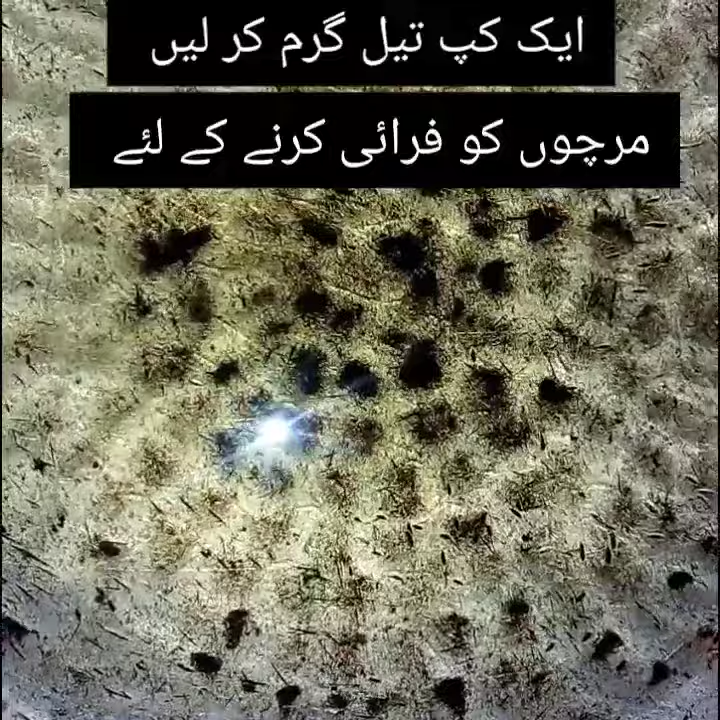 ایک کپ تیل گرم کر لیں
مرچوں کو فرائی کرنے کے لئے